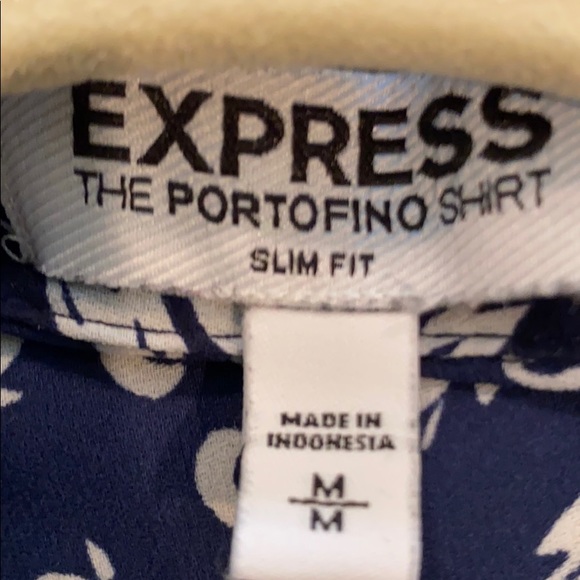 EXPRESS
THE PORTOFINO SHIRT
SLIM FIT
MADE IN
INDONESIA
M
M